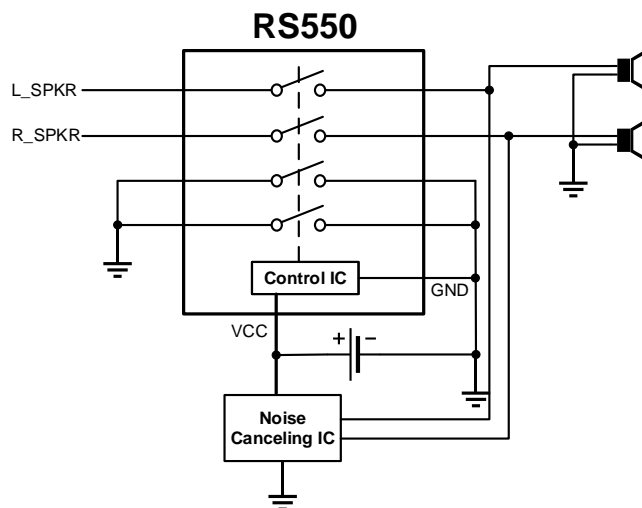 RS550
L_SPKR
R_SPKR
Control IC
GND
VCC
+ −
Noise
Canceling IC